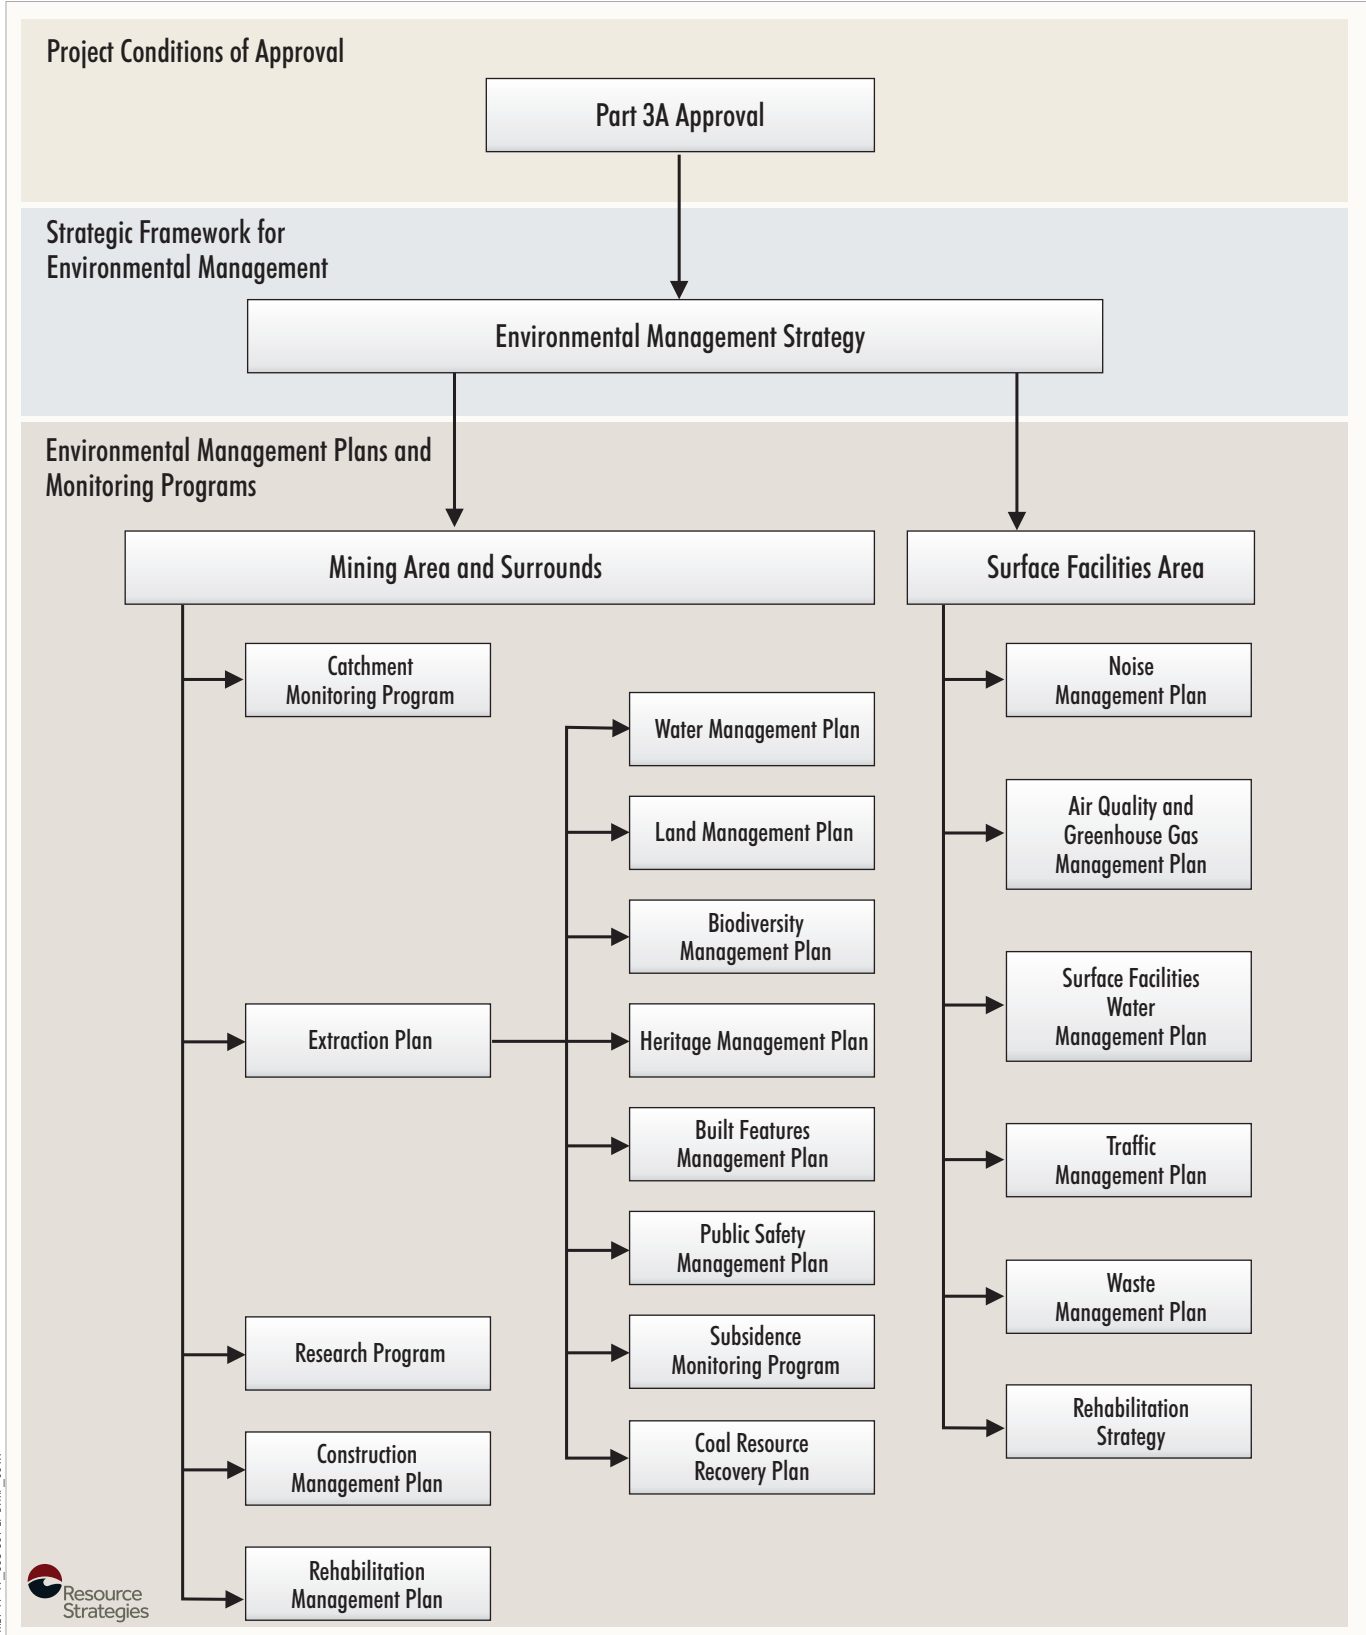 Project Conditions of Approval
Part 3A Approval
Strategic Framework for
Environmental Management
Environmental Management Strategy
Environmental Management Plans and
Monitoring Programs
Mining Area and Surrounds
Catchment
Monitoring Program
Extraction Plan
Research Program
Construction
Management Plan
Rehabilitation
Management Plan
Water Management Plan
Land Management Plan
Biodiversity
Management Plan
Heritage Management Plan
Built Features
Management Plan
Public Safety
Management Plan
Subsidence
Monitoring Program
Coal Resource
Recovery Plan
Surface Facilities Area
Noise
Management Plan
Air Quality and
Greenhouse Gas
Management Plan
Surface Facilities
Water
Management Plan
Traffic
Management Plan
Waste
Management Plan
Rehabilitation
Strategy
Resource
Strategies